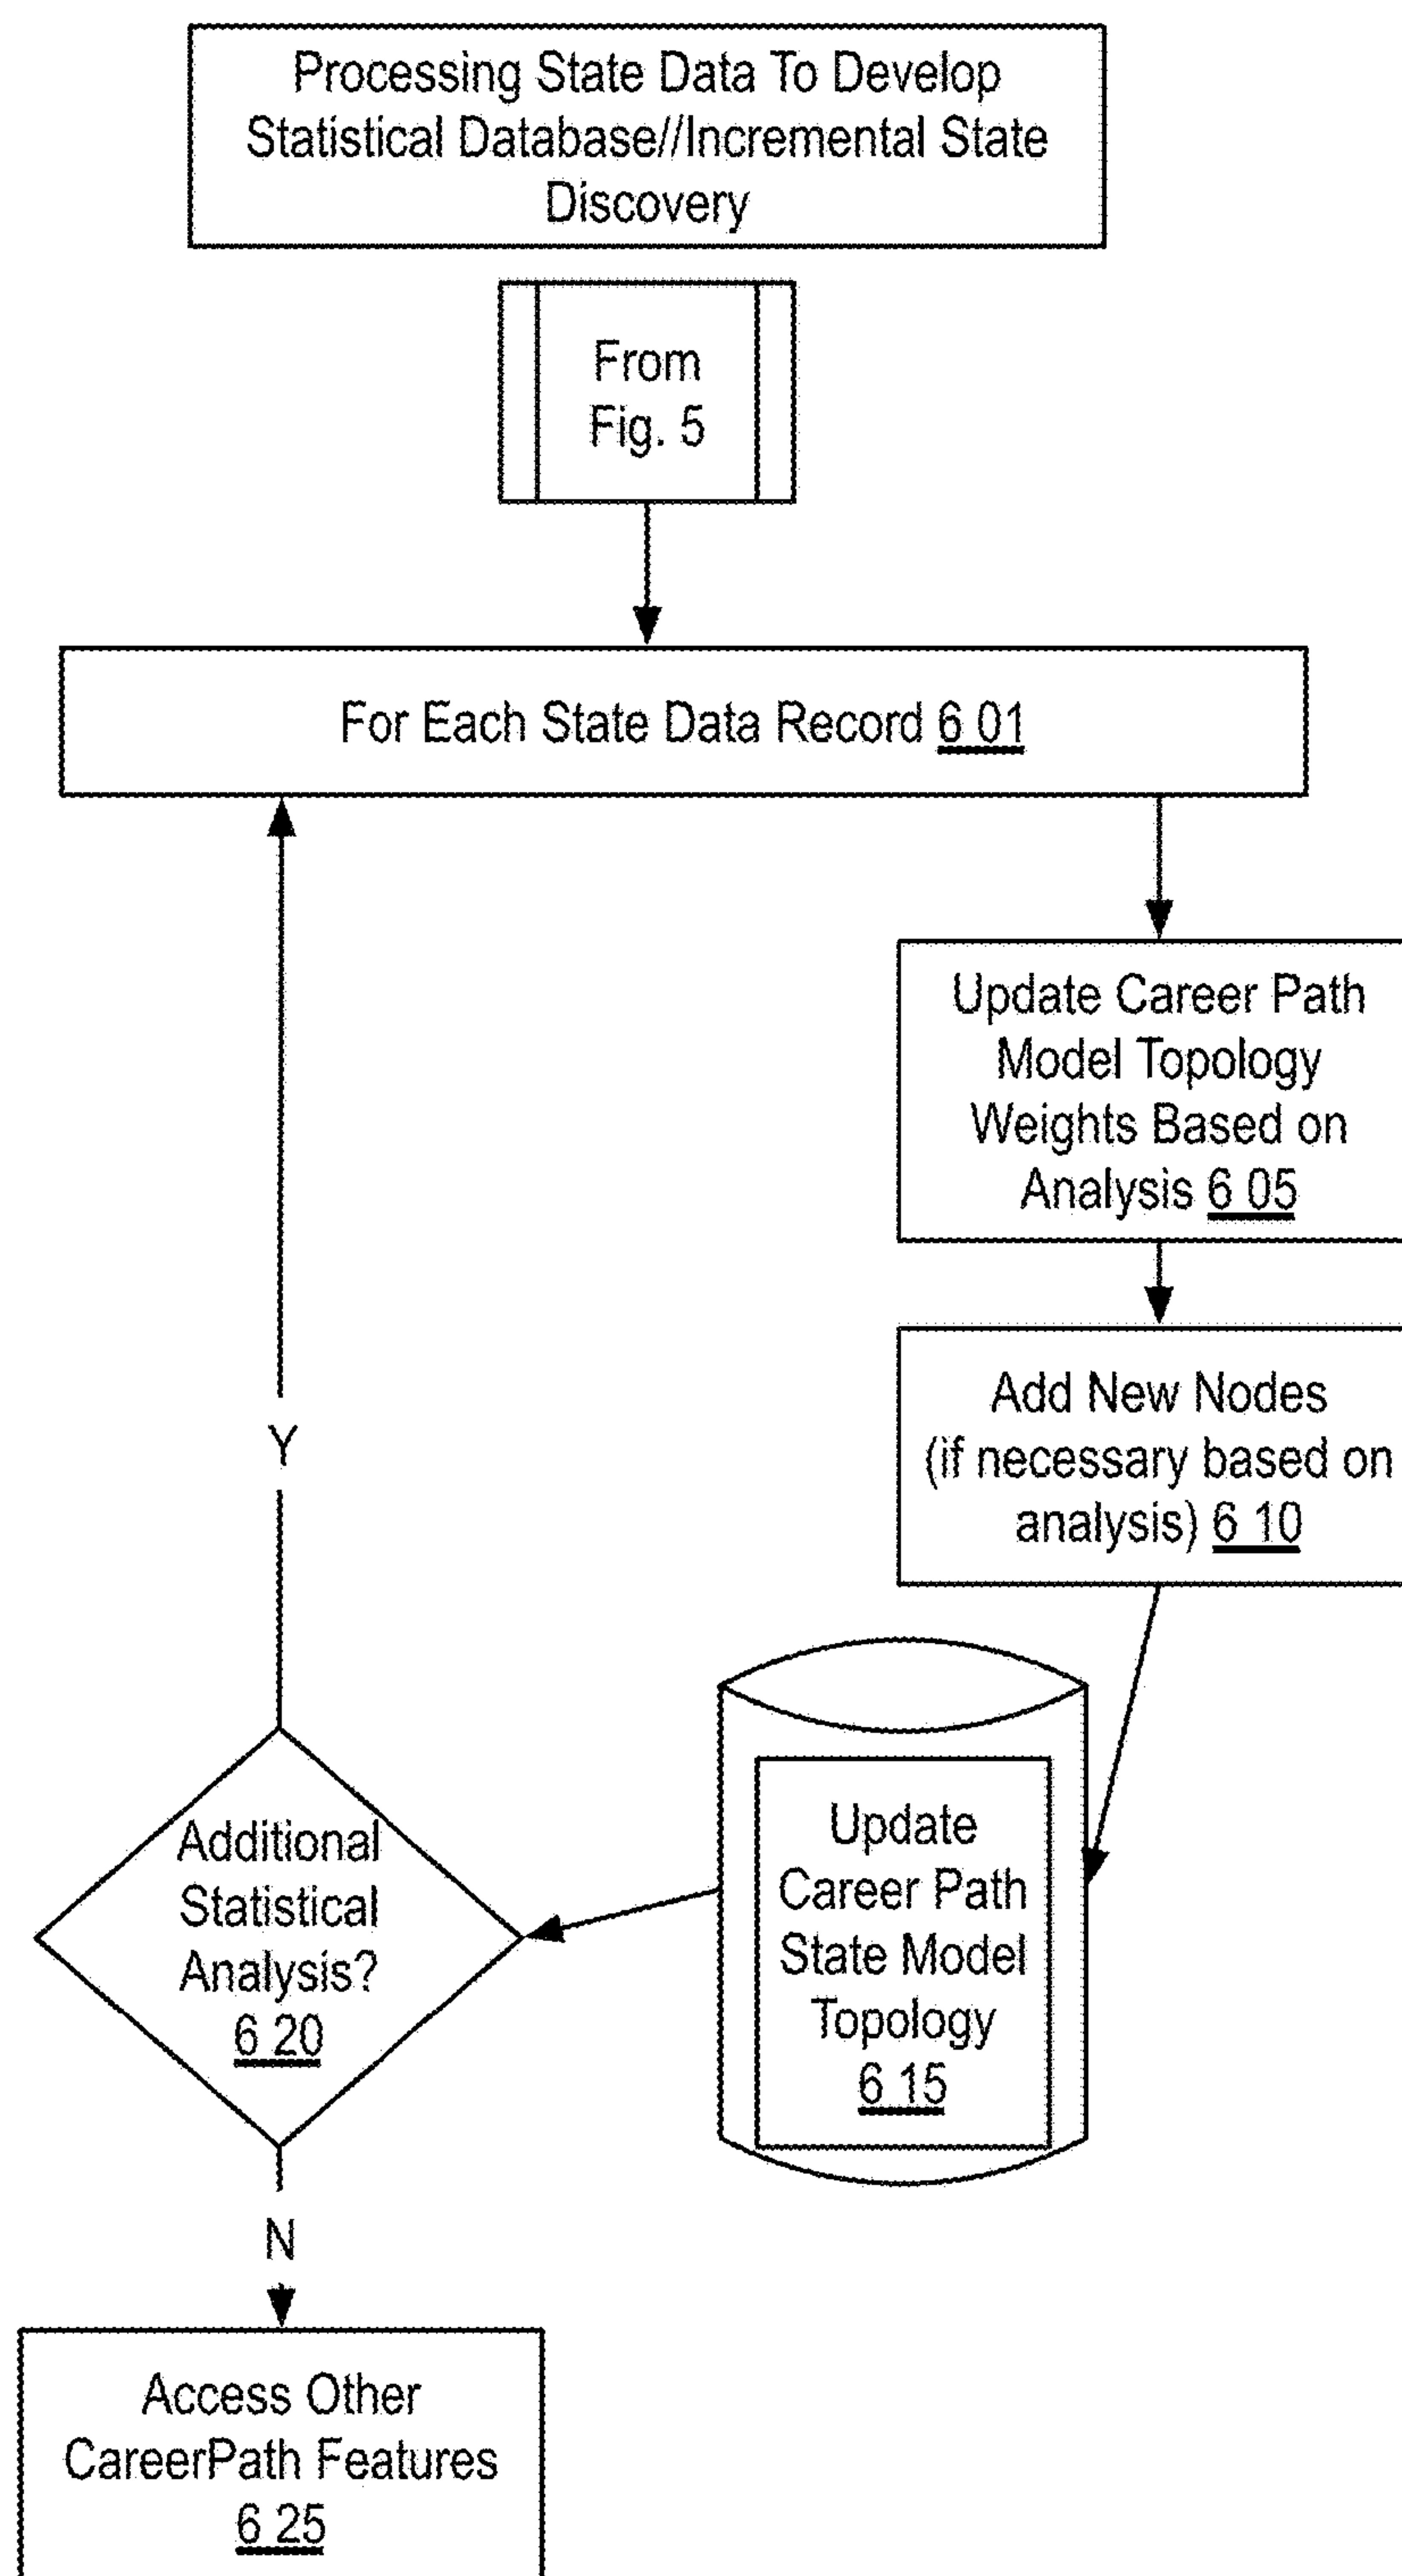 Processing State Data To Develop
Statistical Database//Incremental State
Discovery
From
Fig. 5
For Each State Data Record 6 01
Update Career Path
Model Topology
Weights Based on
Analysis 6 05
Add New Nodes
(if necessary based on
analysis) 6 10
Y
Additional
Statistical
Analysis?
6 20
Update
Career Path
State Model
Topology
6 15
N
Access Other
CareerPath Features
6 25